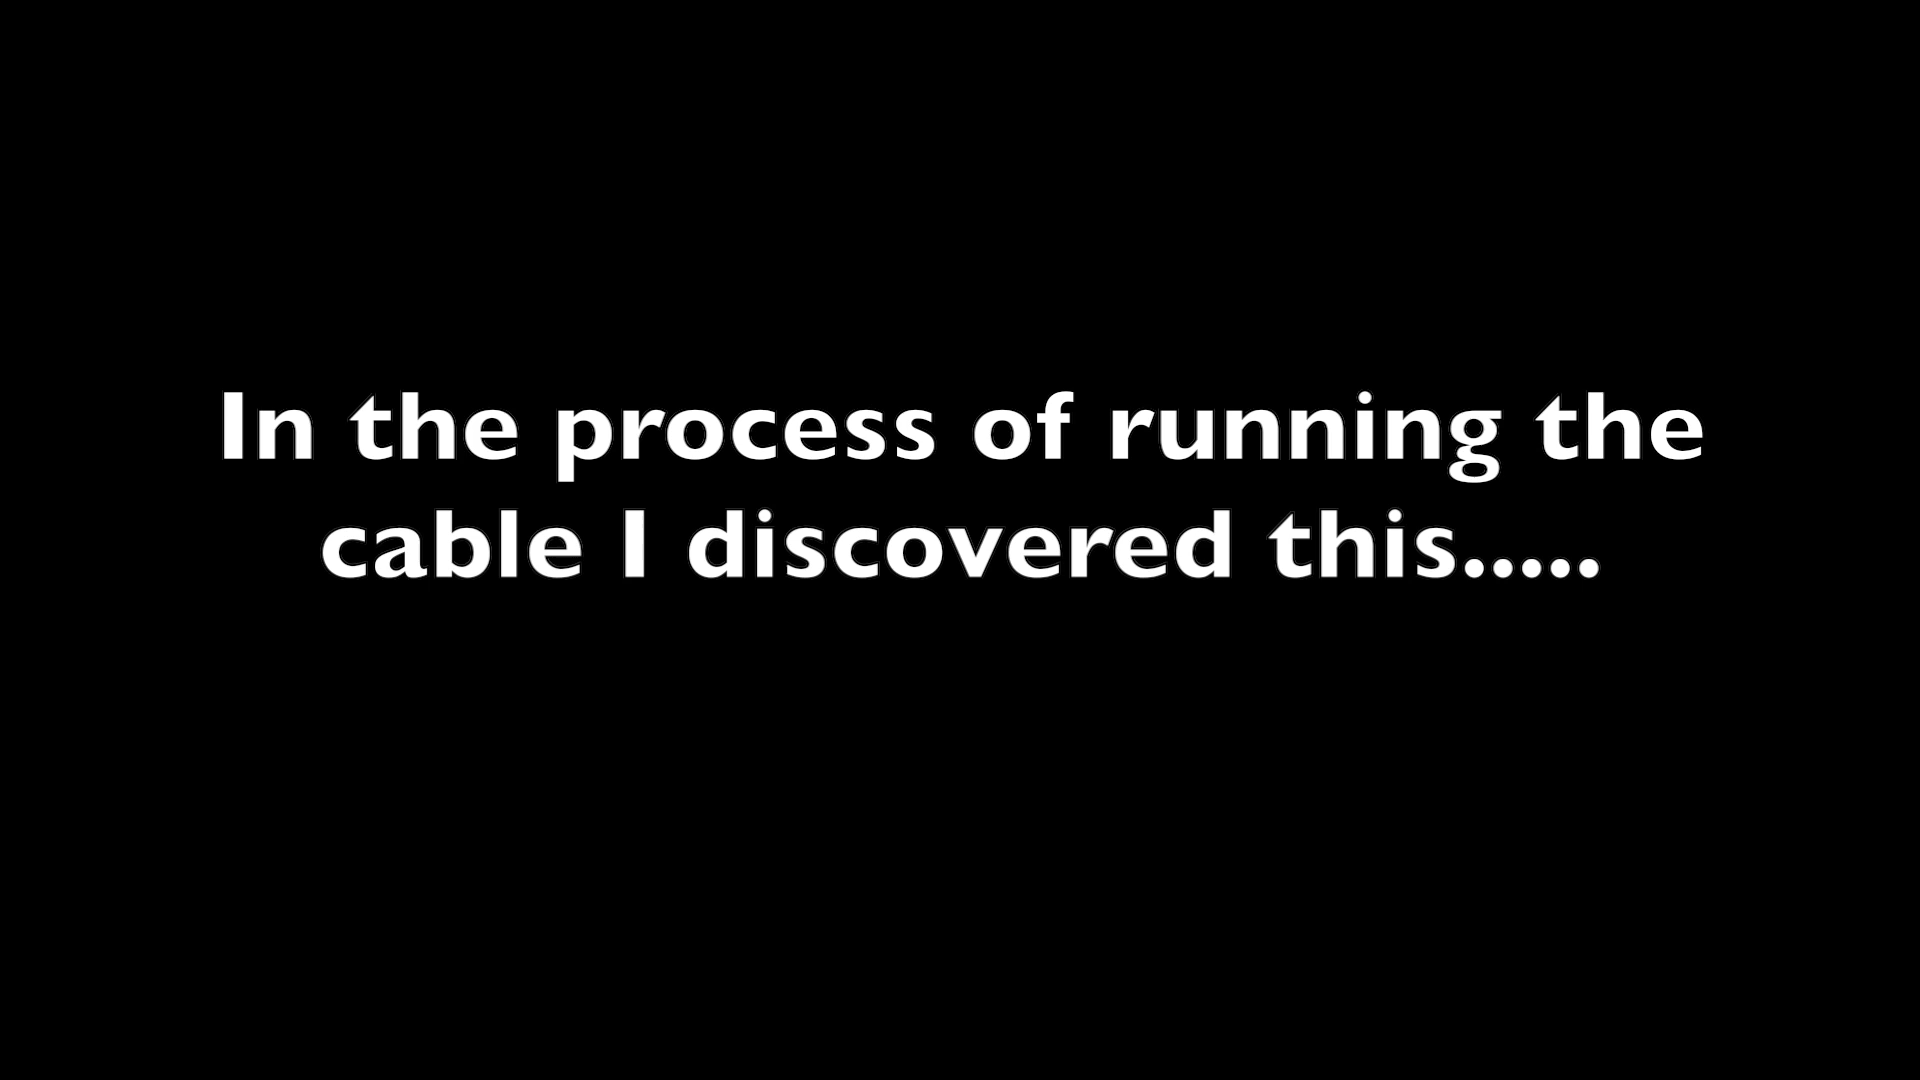 In the process of running the
cable I discovered this.....